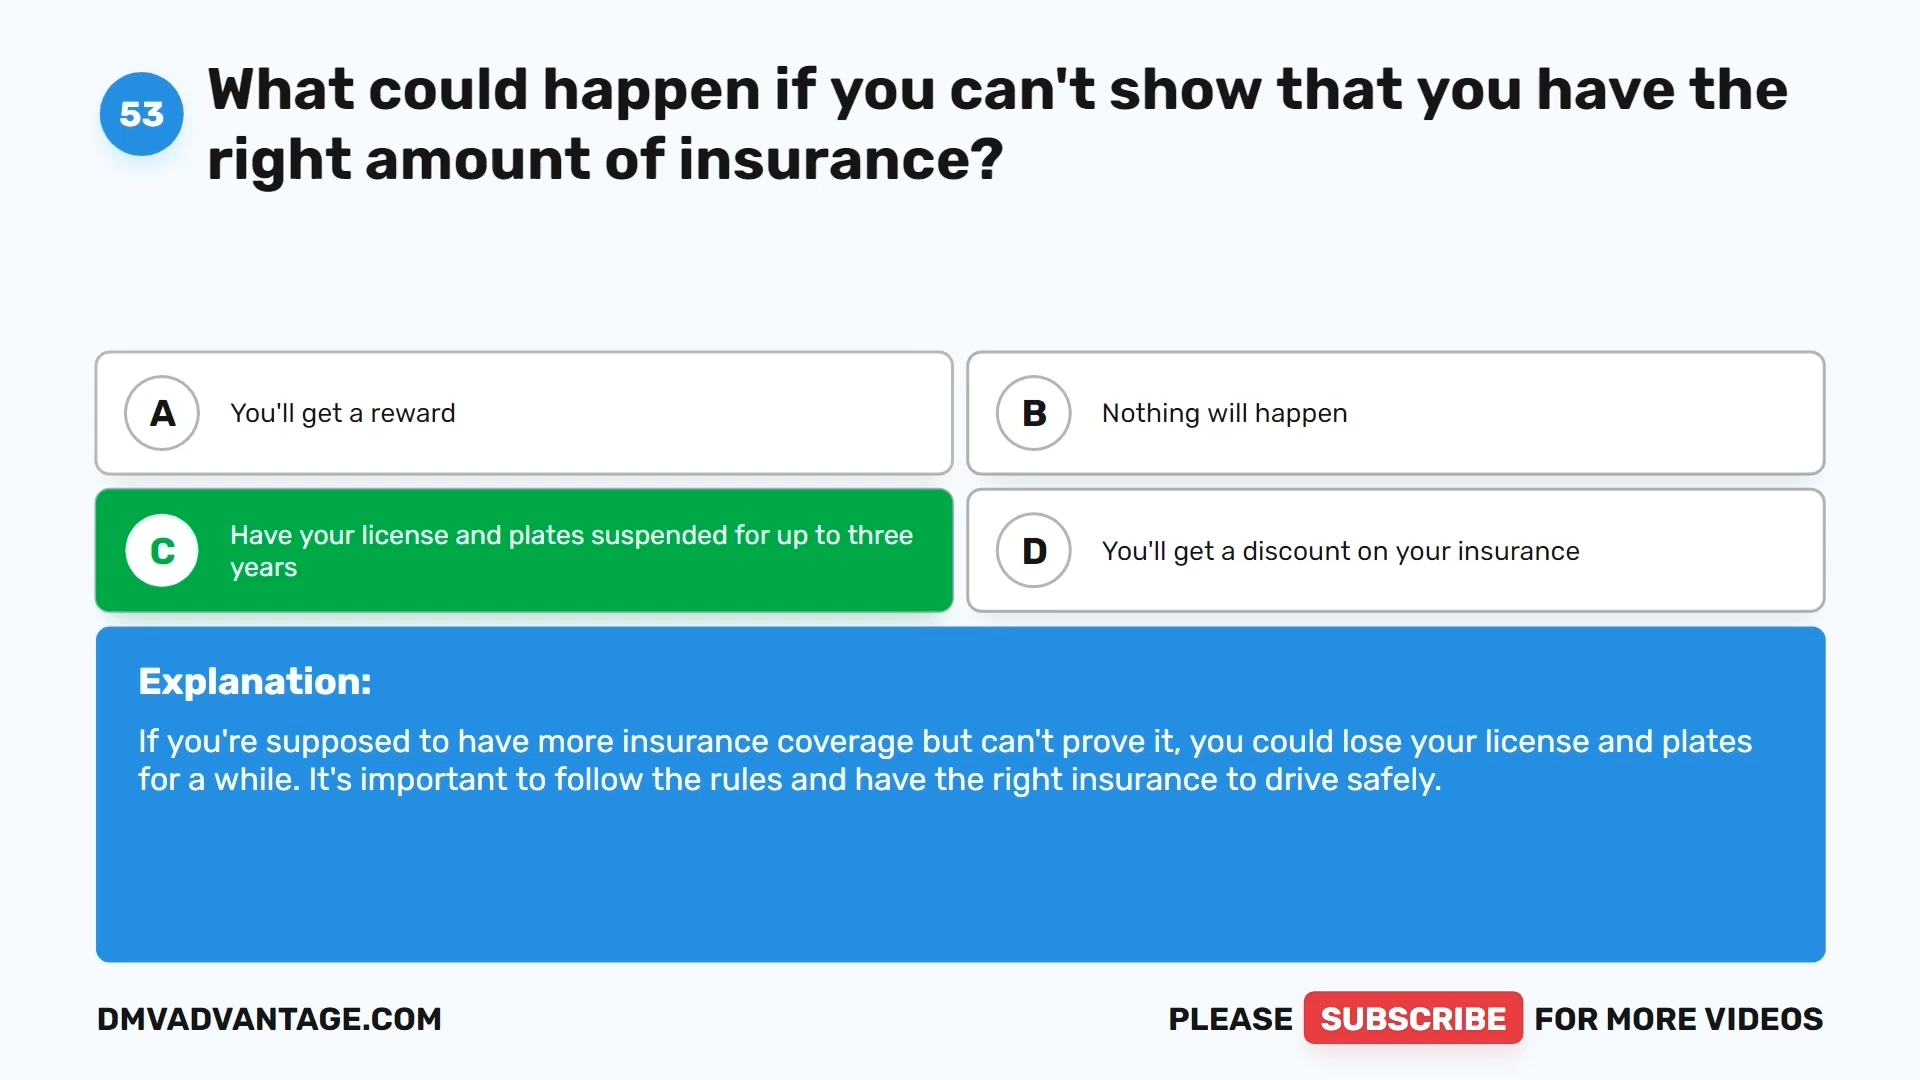 53
What could happen if you can't show that you have the
right amount of insurance?
A
You'll get a reward
B
Nothing will happen
C
Have your license and plates suspended for up to three
years
D
You'll get a discount on your insurance
Explanation:
If you're supposed to have more insurance coverage but can't prove it, you could lose your license and plates
for a while. It's important to follow the rules and have the right insurance to drive safely.
DMVADVANTAGE.COM
PLEASE SUBSCRIBE FOR MORE VIDEOS